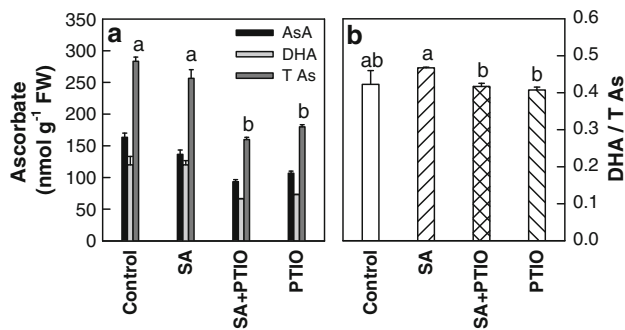 350
300
250
200
150
100
50
0
Ascorbate
(nmol g⁻¹ FW)
a
AsA
DHA
T As
a
a
b
b
Control
SA
SA+PTIO
PTIO
b
ab
a
b
b
Control
SA
SA+PTIO
PTIO
0.6
0.5
0.4
0.3
0.2
0.1
0.0
DHA / T As